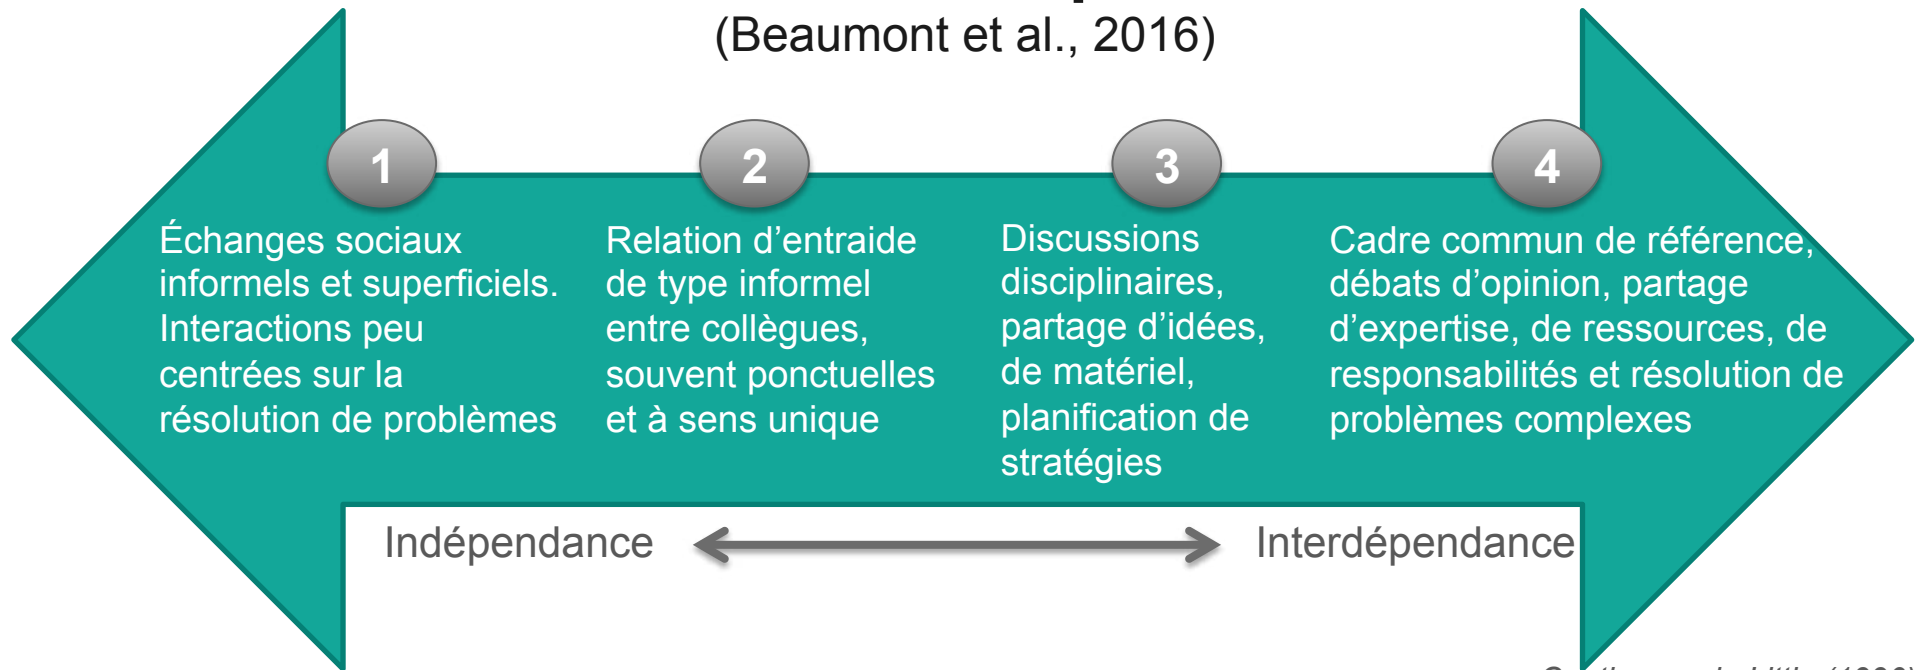 (Beaumont et al., 2016)
1
2
3
4
Échanges sociaux
informels et superficiels.
Interactions peu
centrées sur la
résolution de problèmes
Relation d’entraide
de type informel
entre collègues,
souvent ponctuelles
et à sens unique
Discussions
disciplinaires,
partage d’idées,
de matériel,
planification de
stratégies
Cadre commun de référence,
débats d’opinion, partage
d’expertise, de ressources, de
responsabilités et résolution de
problèmes complexes
Indépendance
Interdépendance